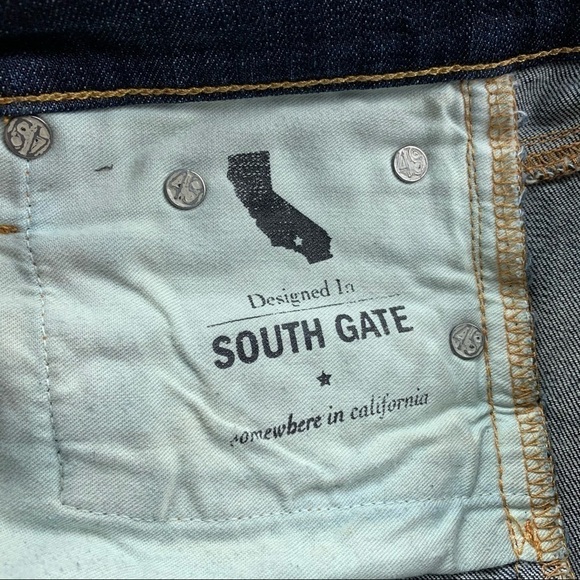 Designed In
SOUTH GATE
somewhere in california